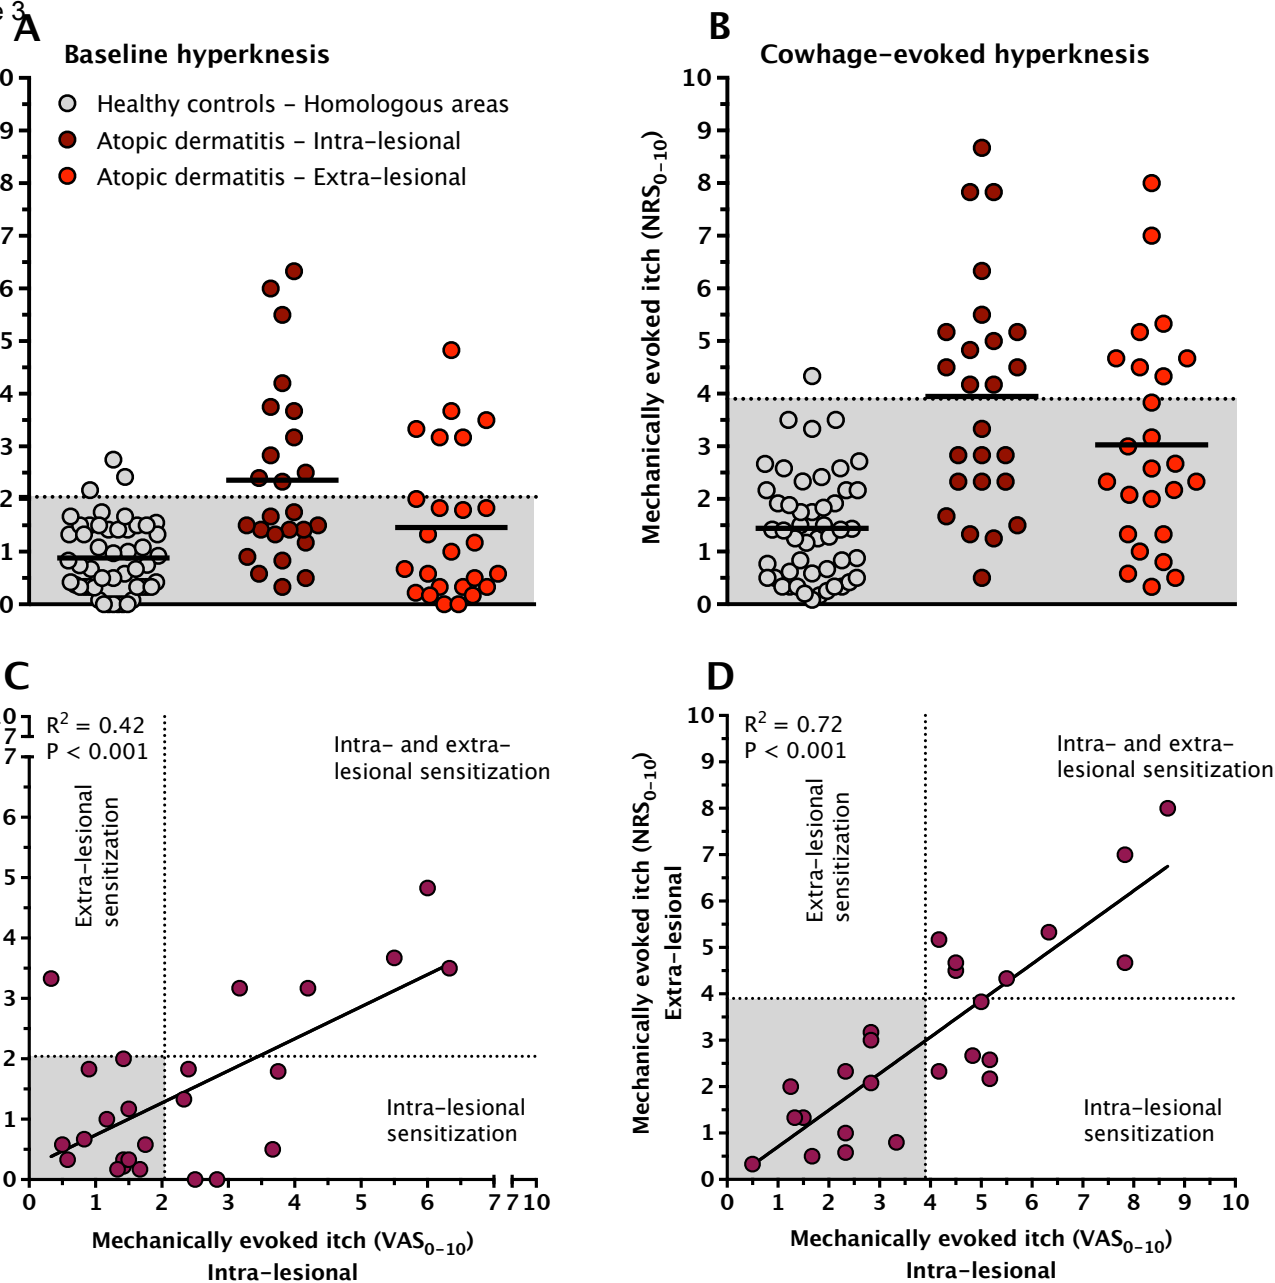 e 3
A
Baseline hyperknesis
0
9
8
7
6
5
4
3
2
1
0
Healthy controls – Homologous areas
Atopic dermatitis – Intra–lesional
Atopic dermatitis – Extra–lesional
B
Cowhage–evoked hyperknesis
Mechanically evoked itch (NRS0–10)
10
9
8
7
6
5
4
3
2
1
0
C
0
7
7
6
5
4
3
2
1
0
R2 = 0.42
P < 0.001
Extra–lesional
sensitization
Intra– and extra–
lesional sensitization
Intra–lesional
sensitization
0 1 2 3 4 5 6 7 7 10
Mechanically evoked itch (VAS0–10)
Intra–lesional
D
Mechanically evoked itch (NRS0–10)
Extra–lesional
10
9
8
7
6
5
4
3
2
1
0
R2 = 0.72
P < 0.001
Extra–lesional
sensitization
Intra– and extra–
lesional sensitization
Intra–lesional
sensitization
0 1 2 3 4 5 6 7 8 9 10
Mechanically evoked itch (VAS0–10)
Intra–lesional